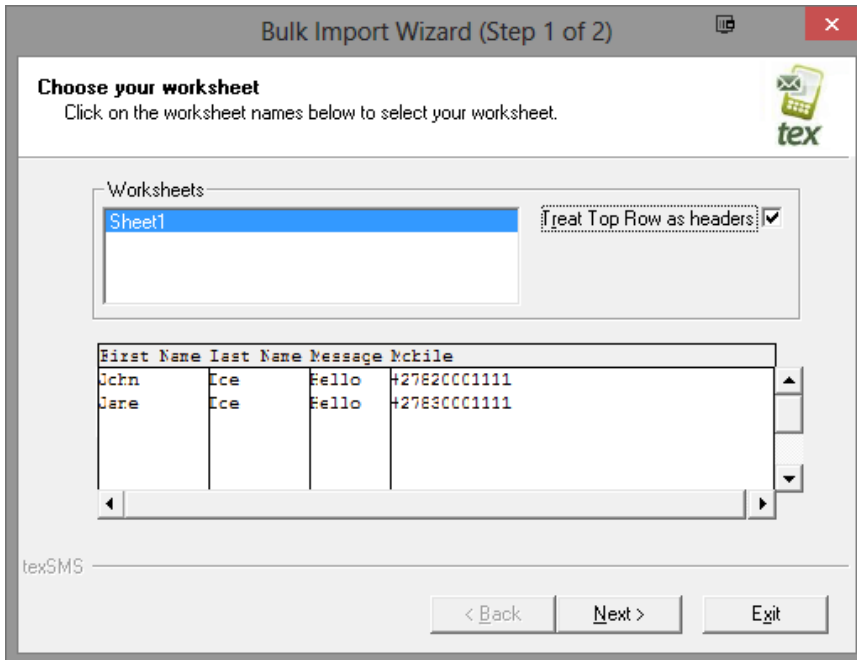 Bulk Import Wizard (Step 1 of 2)
Choose your worksheet
Click on the worksheet names below to select your worksheet.
tex
Worksheets
Sheet1
Treat Top Row as headers
First Name Last Name Message Mobile
John Doe Hello +27820001111
Jane Doe Hello +27830001111
texSMS
< Back Next > Exit